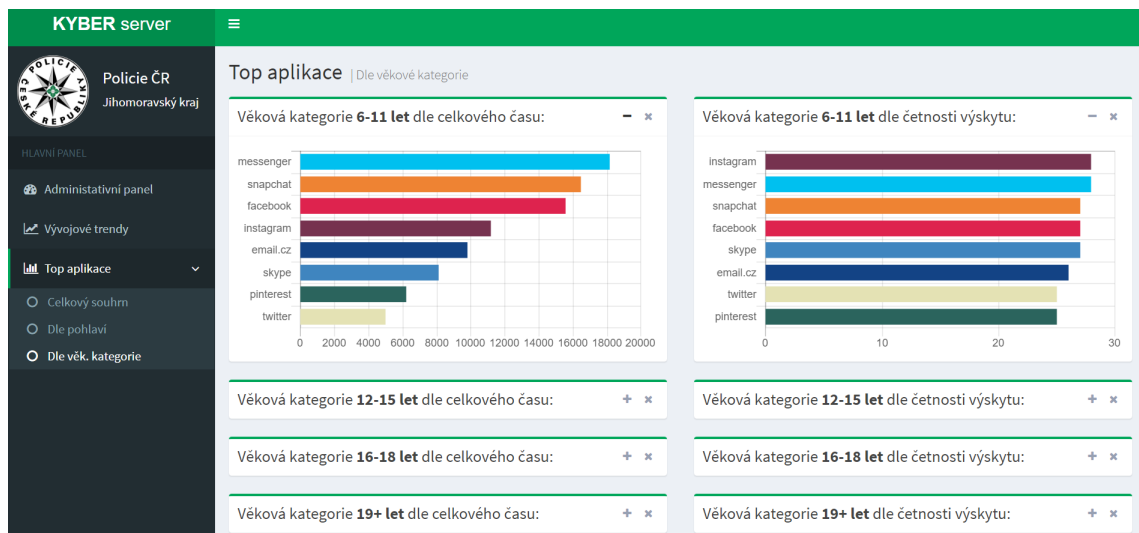 KYBER server
POLICIE ČESKÉ REPUBLIKY
Policie ČR
Jihomoravský kraj
HLAVNÍ PANEL
Administativní panel
Vývojové trendy
Top aplikace
Celkový souhrn
Dle pohlaví
Dle věk. kategorie
Top aplikace | Dle věkové kategorie
Věková kategorie 6-11 let dle celkového času:
messenger
snapchat
facebook
instagram
email.cz
skype
pinterest
twitter
0 2000 4000 6000 8000 10000 12000 14000 16000 18000 20000
Věková kategorie 6-11 let dle četnosti výskytu:
instagram
messenger
snapchat
facebook
skype
email.cz
twitter
pinterest
0 10 20 30
Věková kategorie 12-15 let dle celkového času:
Věková kategorie 12-15 let dle četnosti výskytu:
Věková kategorie 16-18 let dle celkového času:
Věková kategorie 16-18 let dle četnosti výskytu:
Věková kategorie 19+ let dle celkového času:
Věková kategorie 19+ let dle četnosti výskytu: